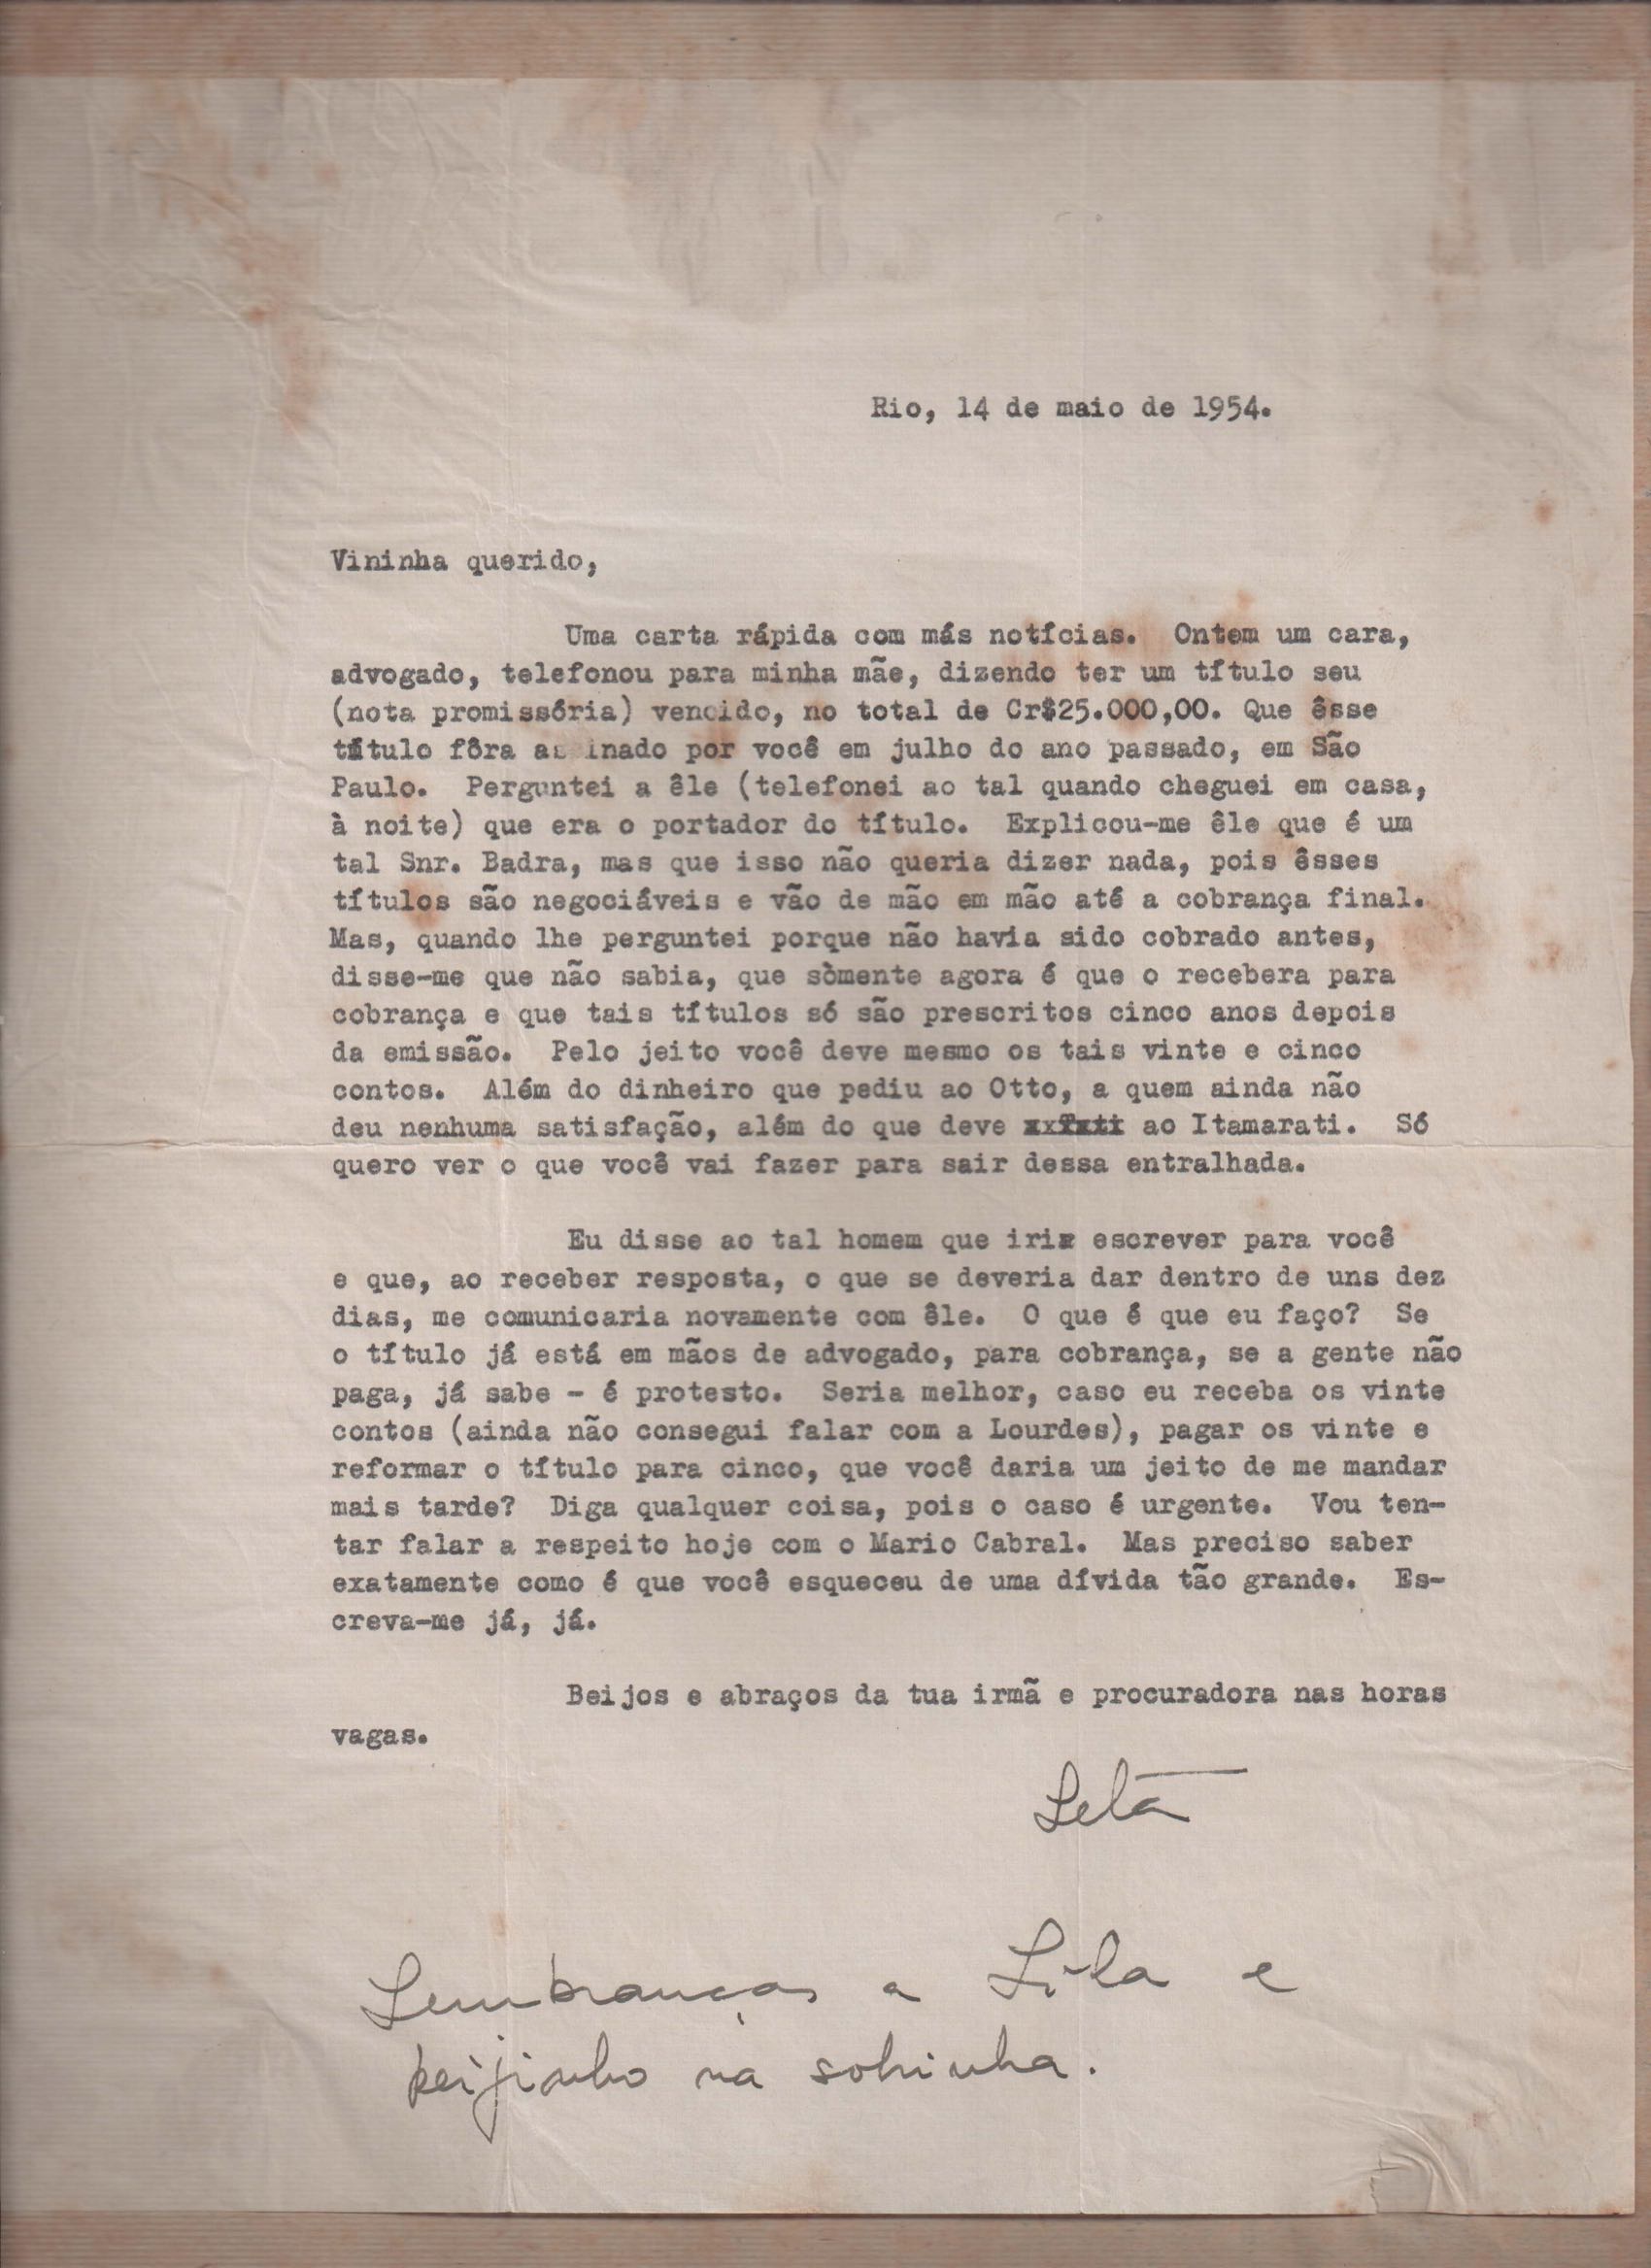 Rio, 14 de maio de 1954.
Vininha querido,
Uma carta rápida com más notícias. Ontem um cara,
advogado, telefonou para minha mãe, dizendo ter um título seu
(nota promissória) vencido, no total de Cr$25.000,00. Que êsse
título fôra assinado por você em julho do ano passado, em São
Paulo. Perguntei a êle (telefonei ao tal quando cheguei em casa,
à noite) que era o portador do título. Explicou-me êle que é um
tal Snr. Badra, mas que isso não queria dizer nada, pois êsses
títulos são negociáveis e vão de mão em mão até a cobrança final.
Mas, quando lhe perguntei porque não havia sido cobrado antes,
disse-me que não sabia, que sòmente agora é que o recebera para
cobrança e que tais títulos só são prescritos cinco anos depois
da emissão. Pelo jeito você deve mesmo os tais vinte e cinco
contos. Além do dinheiro que pediu ao Otto, a quem ainda não
deu nenhuma satisfação, além do que deve ao Itamarati. Só
quero ver o que você vai fazer para sair dessa entralhada.
Eu disse ao tal homem que iria escrever para você
e que, ao receber resposta, o que se deveria dar dentro de uns dez
dias, me comunicaria novamente com êle. O que é que eu faço? Se
o título já está em mãos de advogado, para cobrança, se a gente não
paga, já sabe - é protesto. Seria melhor, caso eu receba os vinte
contos (ainda não consegui falar com a Lourdes), pagar os vinte e
reformar o título para cinco, que você daria um jeito de me mandar
mais tarde? Diga qualquer coisa, pois o caso é urgente. Vou ten-
tar falar a respeito hoje com o Mario Cabral. Mas preciso saber
exatamente como é que você esqueceu de uma dívida tão grande. Es-
creva-me já, já.
Beijos e abraços da tua irmã e procuradora nas horas
vagas.
Leta
Lembranças a Lila e
beijinho na sobrinha.